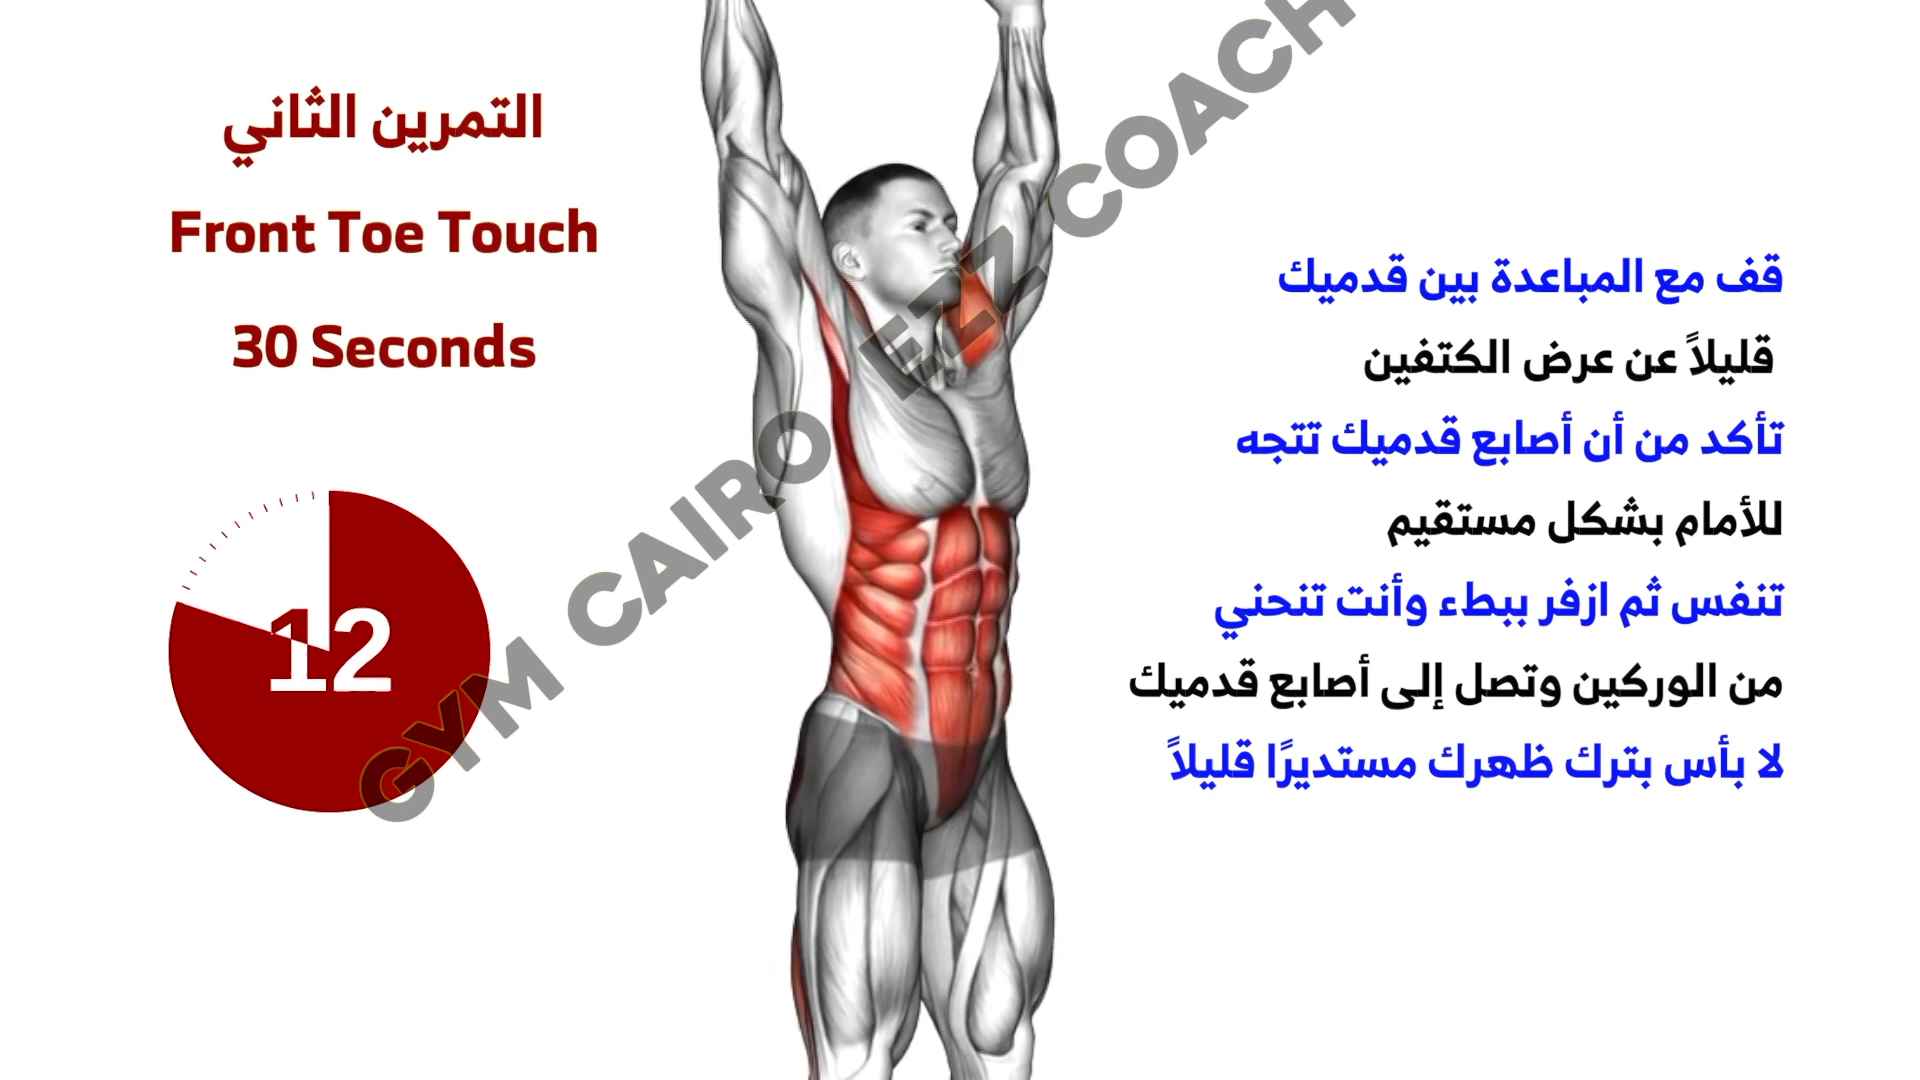 التمرين الثاني
Front Toe Touch
30 Seconds
12
قف مع المباعدة بين قدميك
قليلاً عن عرض الكتفين
تأكد من أن أصابع قدميك تتجه
للأمام بشكل مستقيم
تنفس ثم ازفر ببطء وأنت تنحني
من الوركين وتصل إلى أصابع قدميك
لا بأس بترك ظهرك مستديرًا قليلاً
GYM CAIRO EZZ COACH